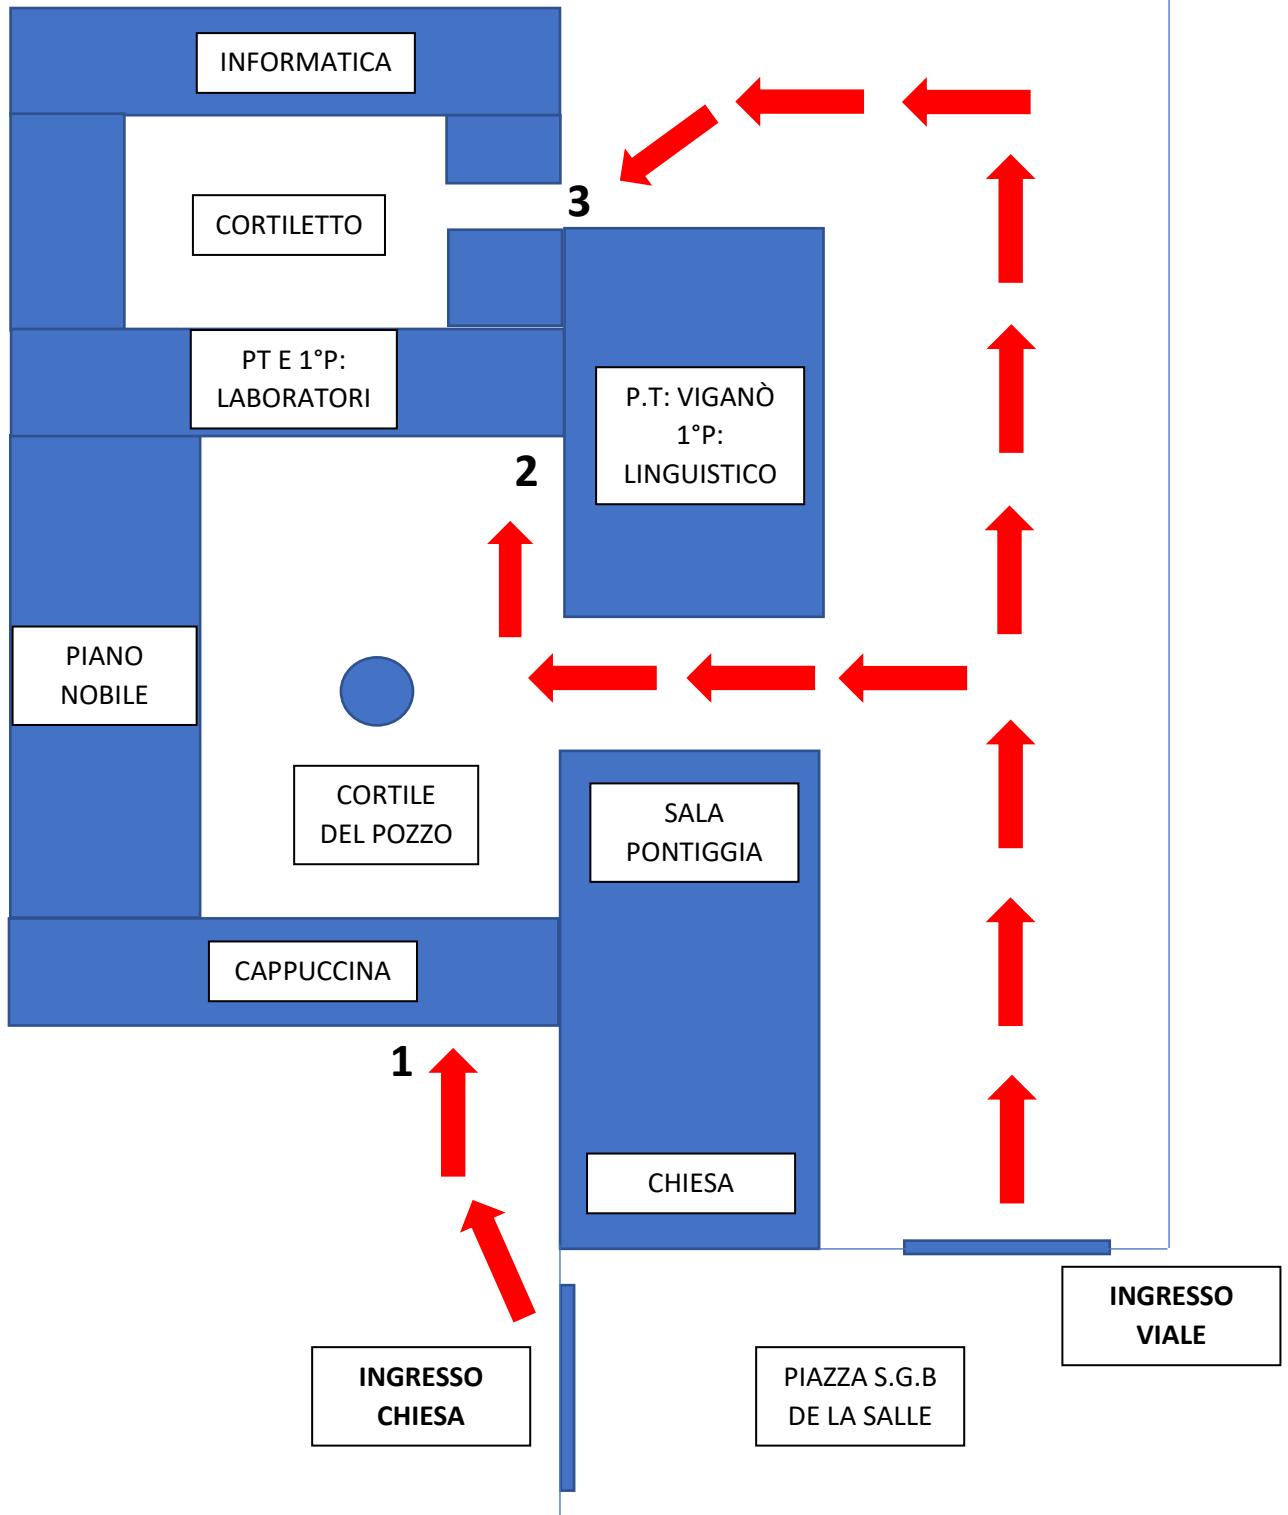 INFORMATICA
3
CORTILETTO
PT E 1°P:
LABORATORI
P.T: VIGANÒ
1°P:
LINGUISTICO
2
PIANO
NOBILE
CORTILE
DEL POZZO
SALA
PONTIGGIA
CAPPUCCINA
1
CHIESA
INGRESSO
VIALE
INGRESSO
CHIESA
PIAZZA S.G.B
DE LA SALLE